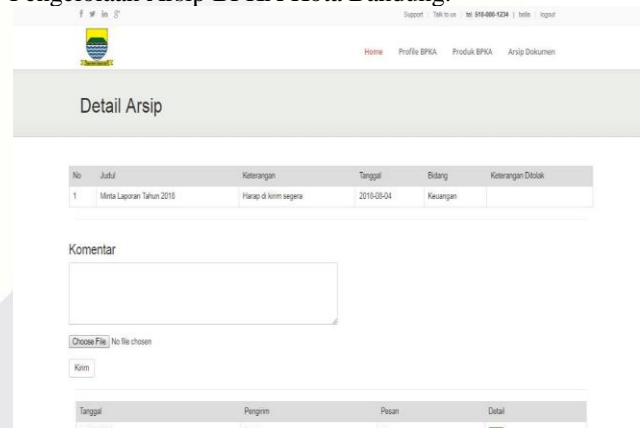 Pengelolaan Arsip BPKA Kota Bandung.
Support | Talk to us | tel: 518-000-1234 | hello | logout
Home Profile BPKA Produk BPKA Arsip Dokumen
Detail Arsip
No Judul Keterangan Tanggal Bidang Keterangan Ditolak
1 Minta Laporan Tahun 2018 Harap di kirim segera 2018-08-04 Keuangan
Komentar
Choose File No file chosen
Kirim
Tanggal Pengirim Pesan Detail